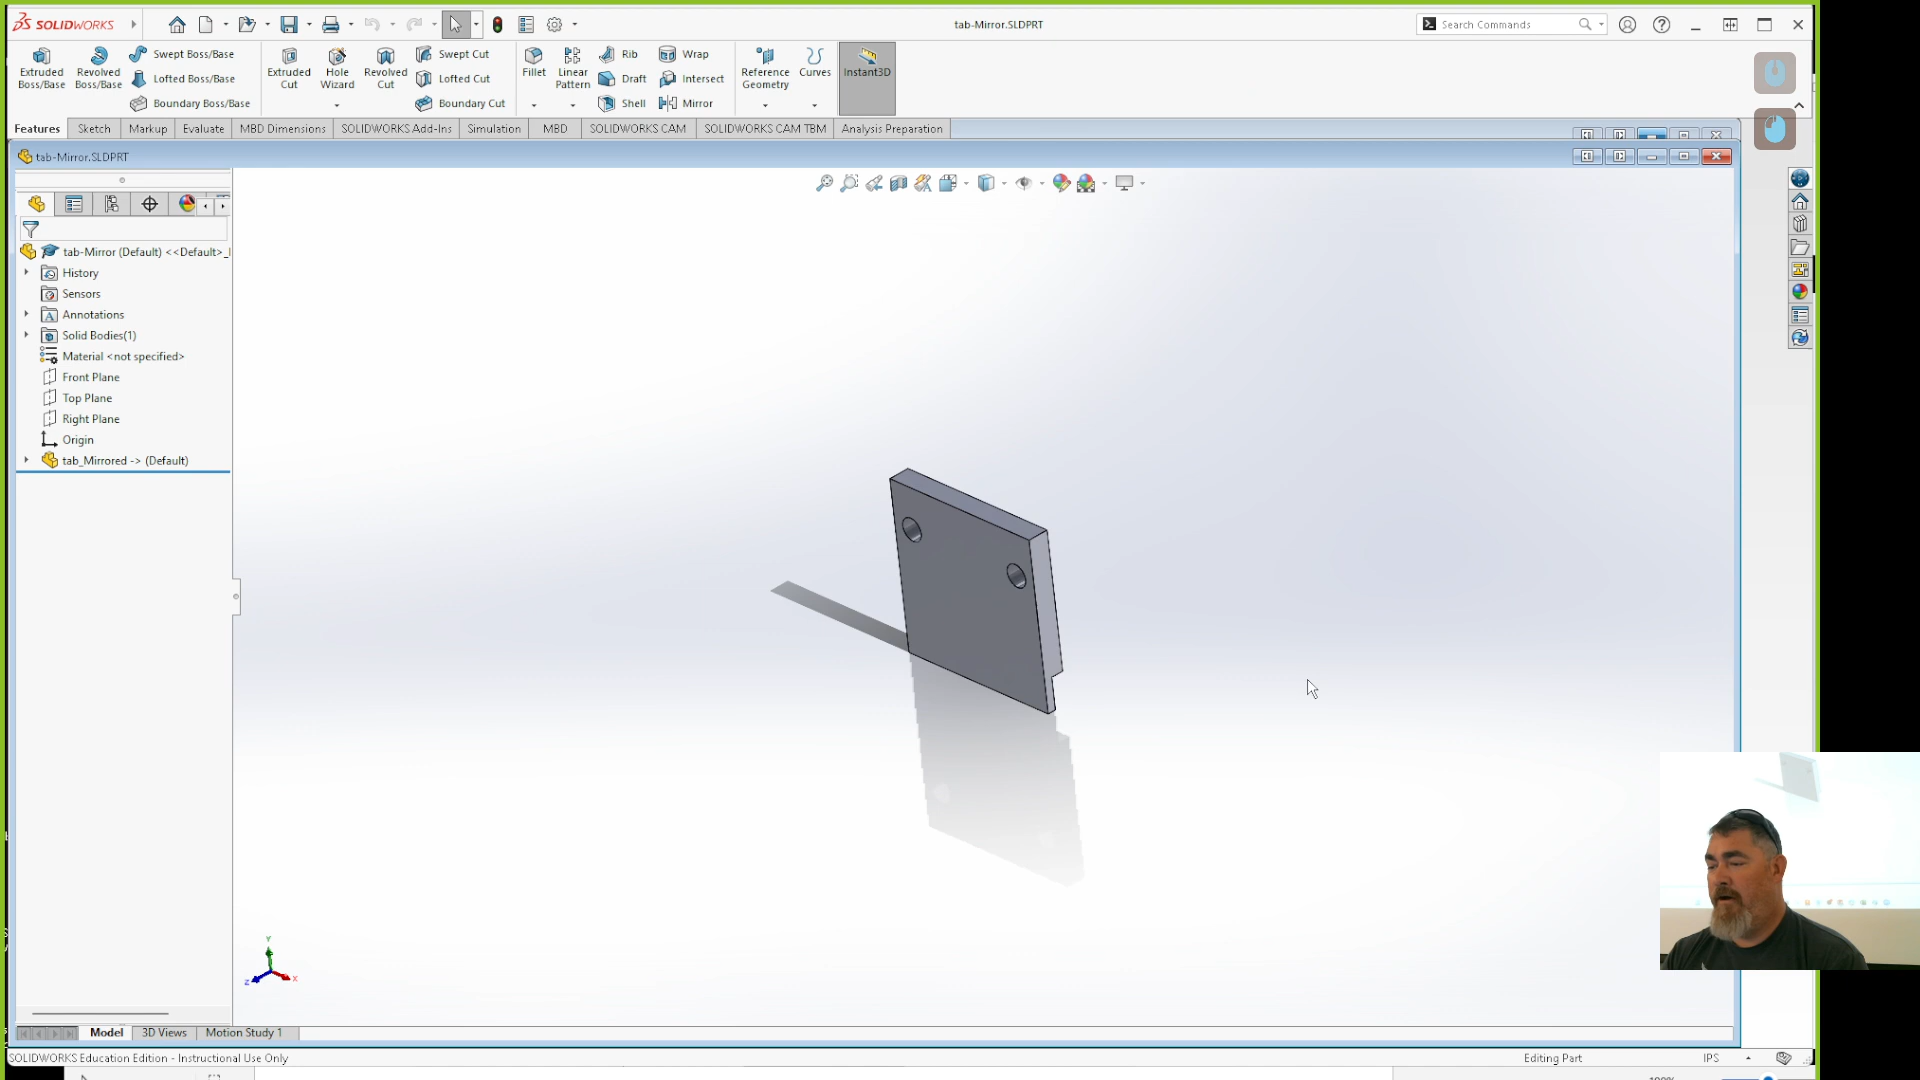 SOLIDWORKS
tab-Mirror.SLDPRT
Search Commands
Extruded Boss/Base
Revolved Boss/Base
Swept Boss/Base
Lofted Boss/Base
Boundary Boss/Base
Extruded Cut
Hole Wizard
Revolved Cut
Swept Cut
Lofted Cut
Boundary Cut
Fillet
Linear Pattern
Rib
Draft
Shell
Wrap
Intersect
Mirror
Reference Geometry
Curves
Instant3D
Features
Sketch
Markup
Evaluate
MBD Dimensions
SOLIDWORKS Add-Ins
Simulation
MBD
SOLIDWORKS CAM
SOLIDWORKS CAM TBM
Analysis Preparation
tab-Mirror.SLDPRT
tab-Mirror (Default) <<Default>_
History
Sensors
Annotations
Solid Bodies(1)
Material <not specified>
Front Plane
Top Plane
Right Plane
Origin
tab_Mirrored -> (Default)
Y
Z
X
Model
3D Views
Motion Study 1
SOLIDWORKS Education Edition - Instructional Use Only
Editing Part
IPS